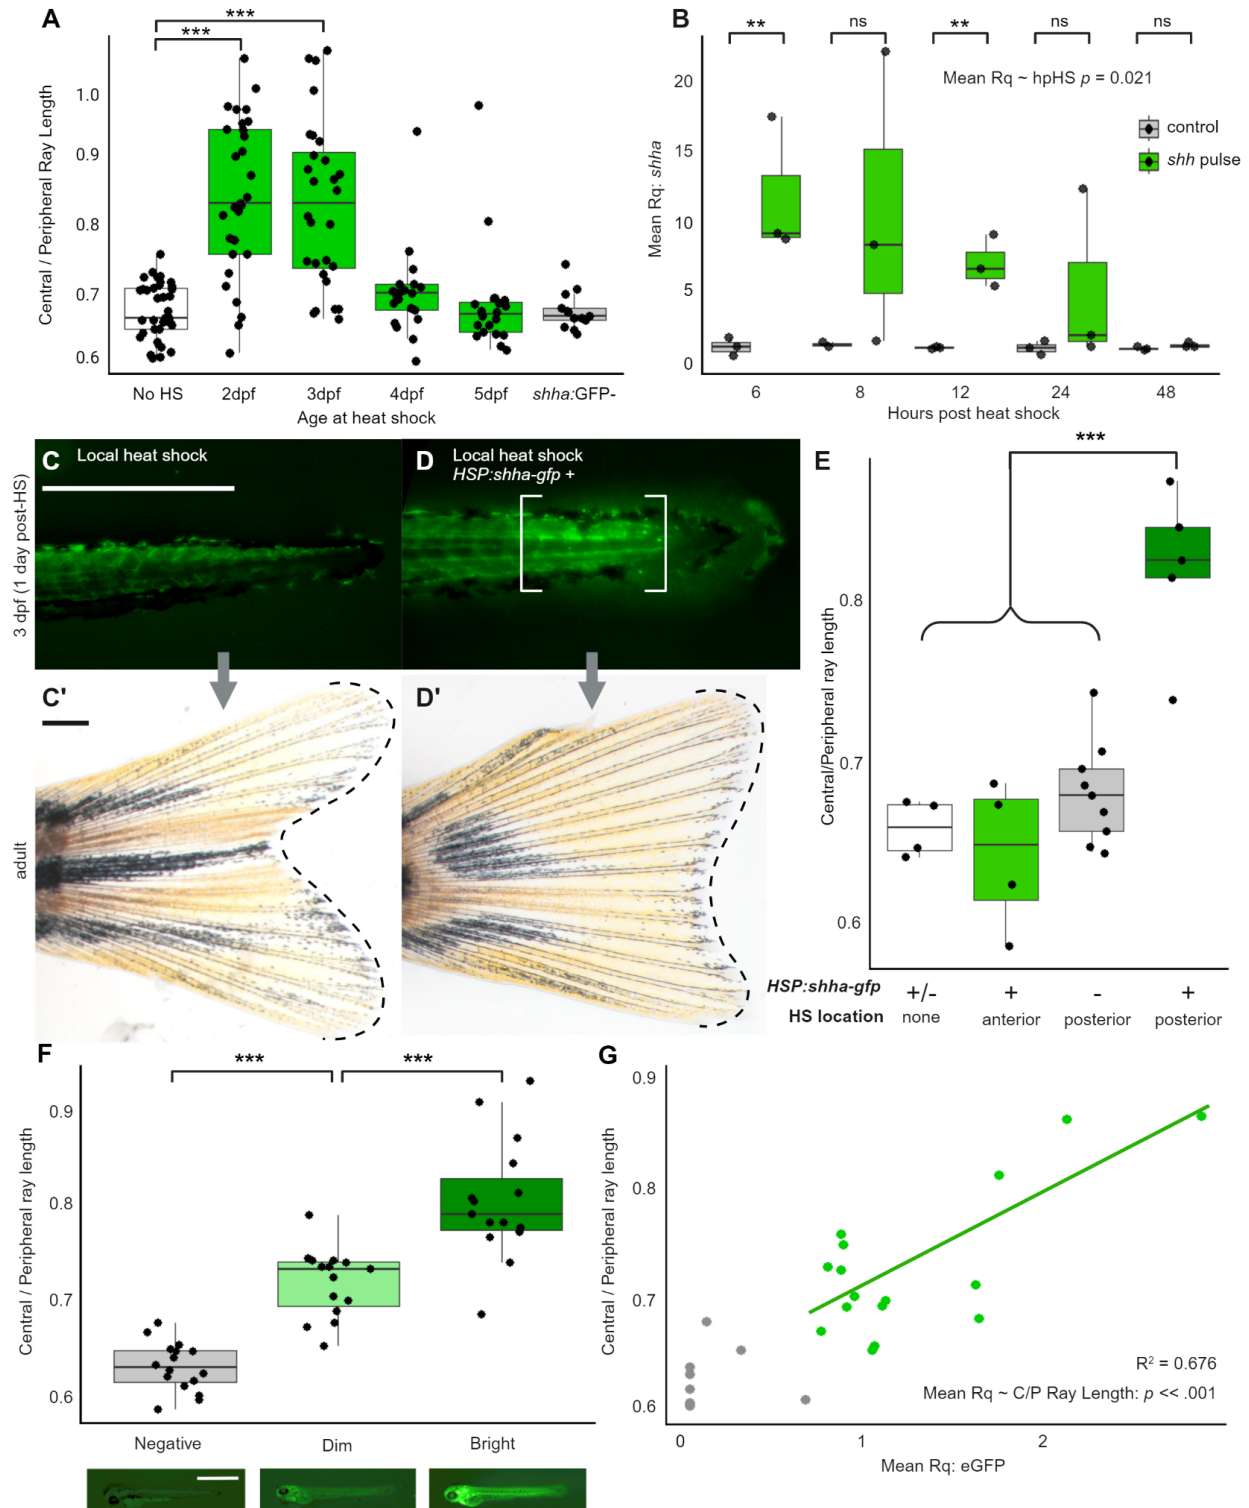 A
*** 
***
Central / Peripheral Ray Length
1.0
0.9
0.8
0.7
0.6
No HS 2dpf 3dpf 4dpf 5dpf shha:GFP-
Age at heat shock
B
** ns ** ns ns
Mean Rq ~ hpHS p = 0.021
control
shh pulse
Mean Rq: shha
20
15
10
5
0
6 8 12 24 48
Hours post heat shock
3 dpf (1 day post-HS)
C Local heat shock
D Local heat shock
HSP:shha-gfp +
adult
C'
D'
E
***
Central/Peripheral ray length
0.8
0.7
0.6
HSP:shha-gfp +/- + - +
HS location none anterior posterior posterior
F
*** ***
Central / Peripheral ray length
0.9
0.8
0.7
0.6
Negative Dim Bright
G
Central / Peripheral ray length
0.9
0.8
0.7
0.6
R² = 0.676
Mean Rq ~ C/P Ray Length: p << .001
0 1 2
Mean Rq: eGFP